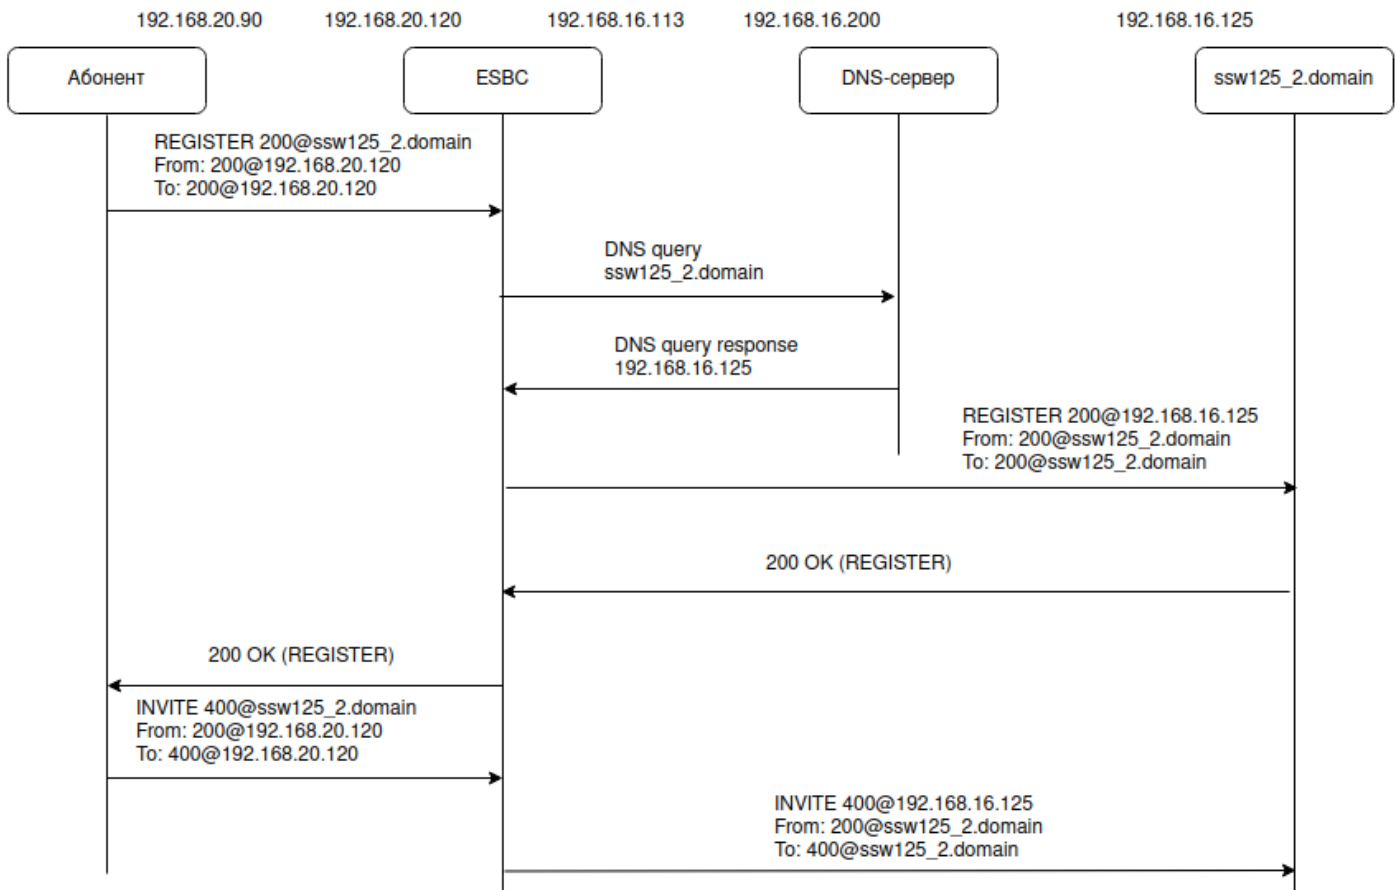 192.168.20.90
192.168.20.120
192.168.16.113
192.168.16.200
192.168.16.125
Абонент
ESBC
DNS-сервер
ssw125_2.domain
REGISTER 200@ssw125_2.domain
From: 200@192.168.20.120
To: 200@192.168.20.120
DNS query
ssw125_2.domain
DNS query response
192.168.16.125
REGISTER 200@192.168.16.125
From: 200@ssw125_2.domain
To: 200@ssw125_2.domain
200 OK (REGISTER)
200 OK (REGISTER)
INVITE 400@ssw125_2.domain
From: 200@192.168.20.120
To: 400@192.168.20.120
INVITE 400@192.168.16.125
From: 200@ssw125_2.domain
To: 400@ssw125_2.domain